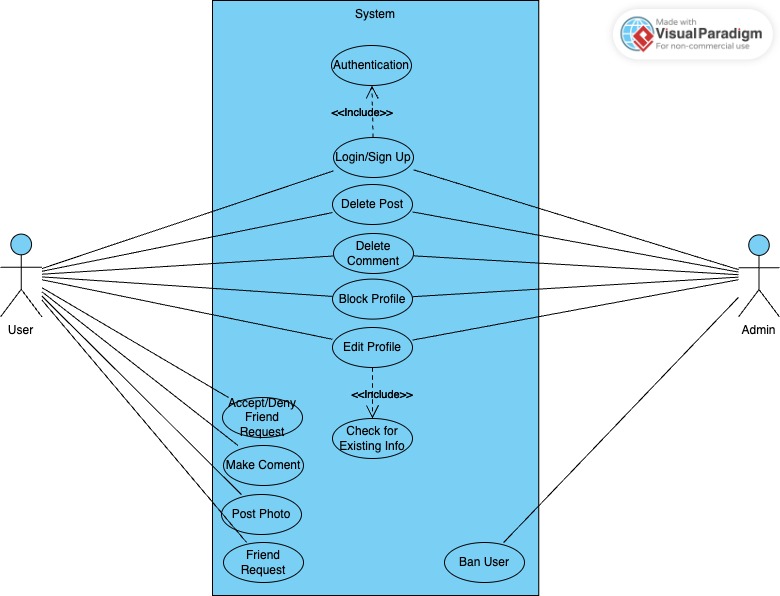 System
Made with
VisualParadigm
For non-commercial use
Authentication
<<Include>>
Login/Sign Up
Delete Post
Delete
Comment
Block Profile
User
Admin
Edit Profile
<<Include>>
Accept/Deny
Friend
Request
Check for
Existing Info
Make Coment
Post Photo
Friend
Request
Ban User